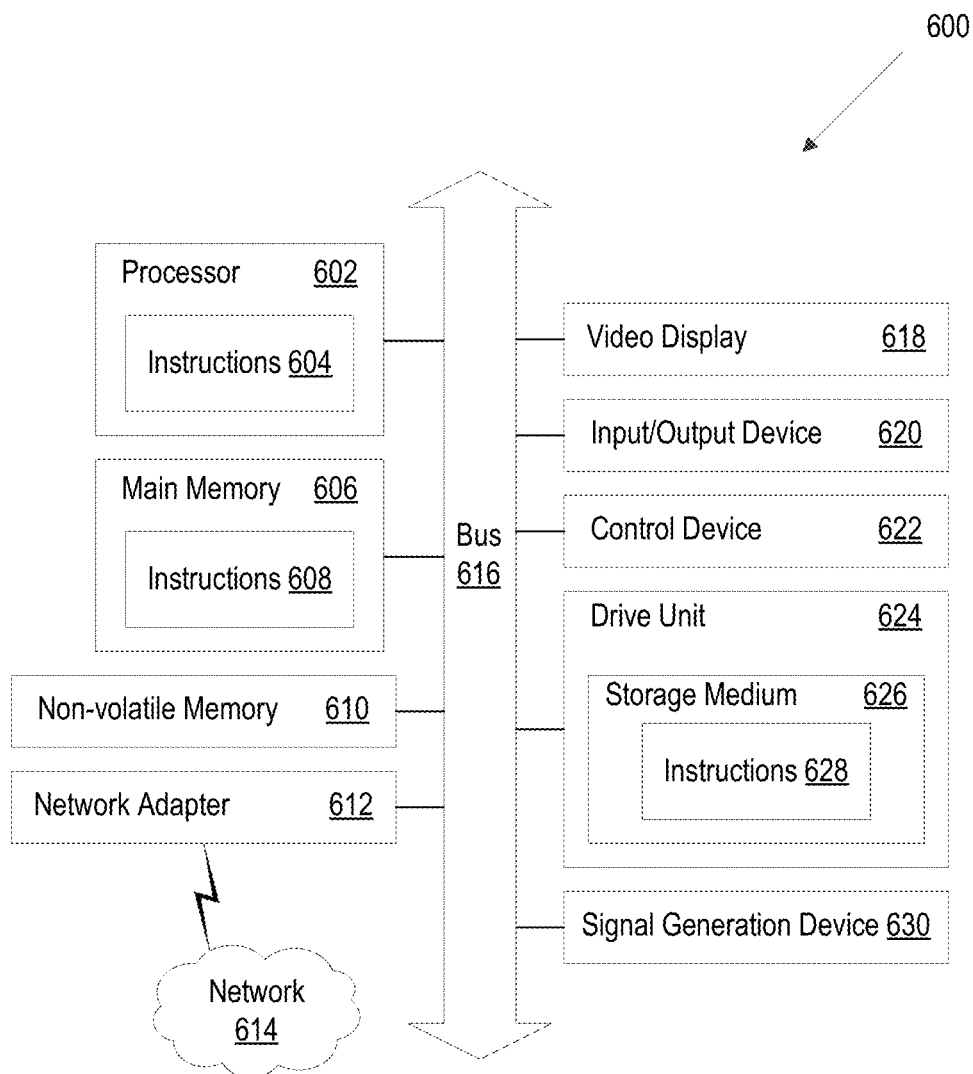 600
Processor 602
Instructions 604
Main Memory 606
Instructions 608
Non-volatile Memory 610
Network Adapter 612
Network
614
Bus
616
Video Display 618
Input/Output Device 620
Control Device 622
Drive Unit 624
Storage Medium 626
Instructions 628
Signal Generation Device 630